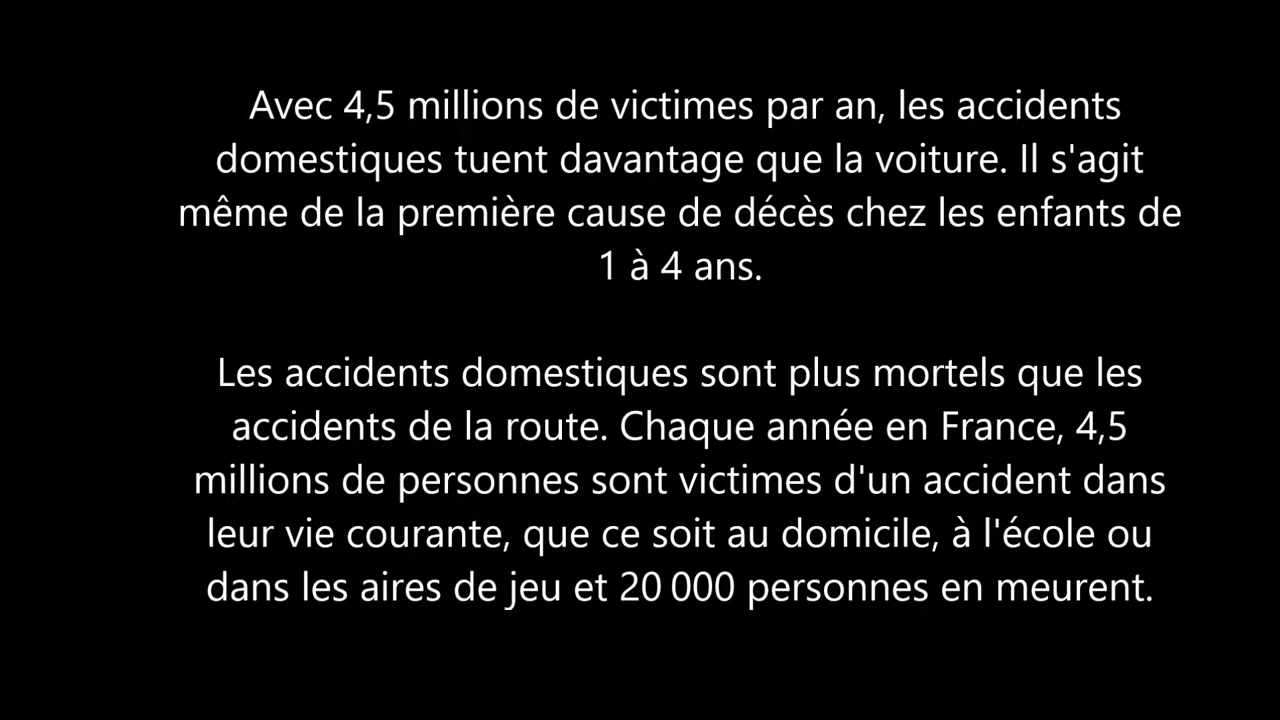 Avec 4,5 millions de victimes par an, les accidents
domestiques tuent davantage que la voiture. Il s'agit
même de la première cause de décès chez les enfants de
1 à 4 ans.
Les accidents domestiques sont plus mortels que les
accidents de la route. Chaque année en France, 4,5
millions de personnes sont victimes d'un accident dans
leur vie courante, que ce soit au domicile, à l'école ou
dans les aires de jeu et 20 000 personnes en meurent.